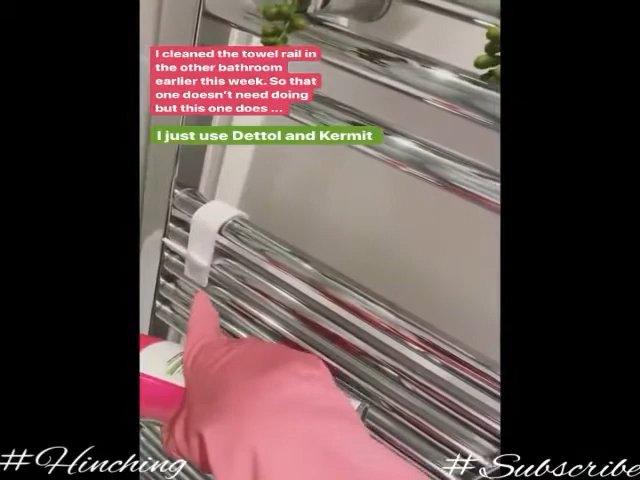 I cleaned the towel rail in
the other bathroom
earlier this week. So that
one doesn't need doing
but this one does ...
I just use Dettol and Kermit
#Hinching
#Subscribe